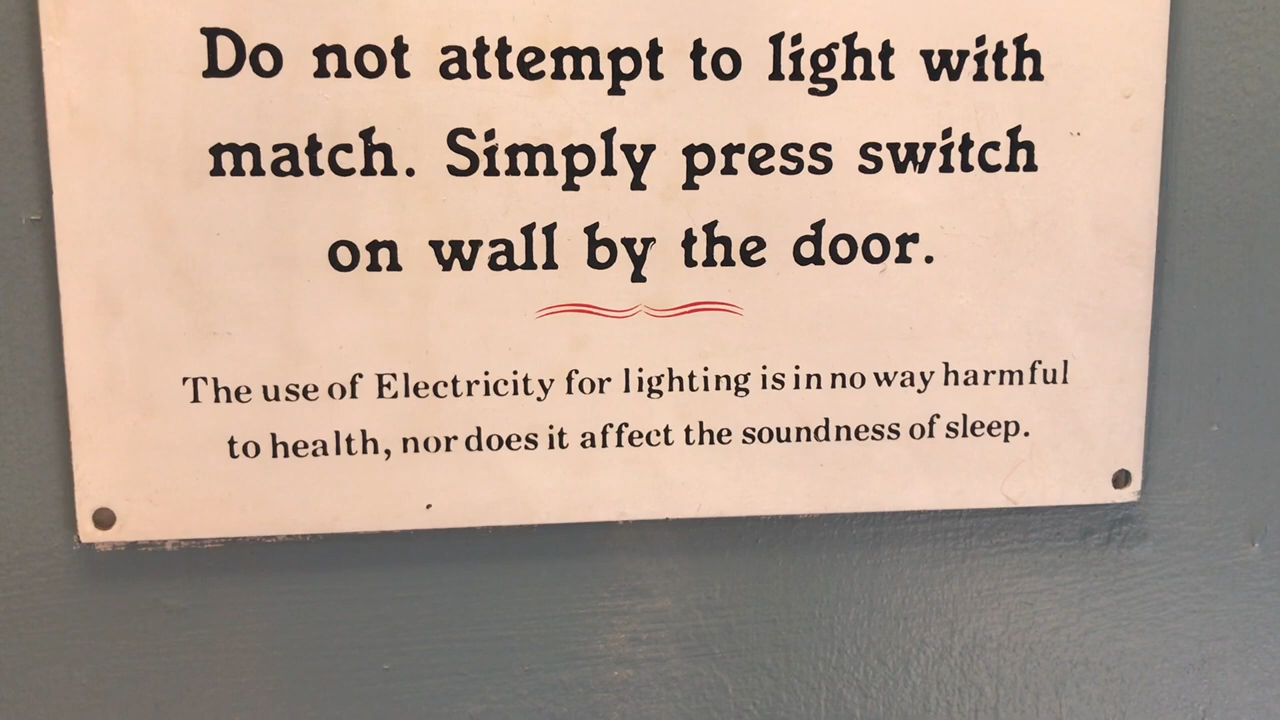 Do not attempt to light with
match. Simply press switch
on wall by the door.
The use of Electricity for lighting is in no way harmful
to health, nor does it affect the soundness of sleep.